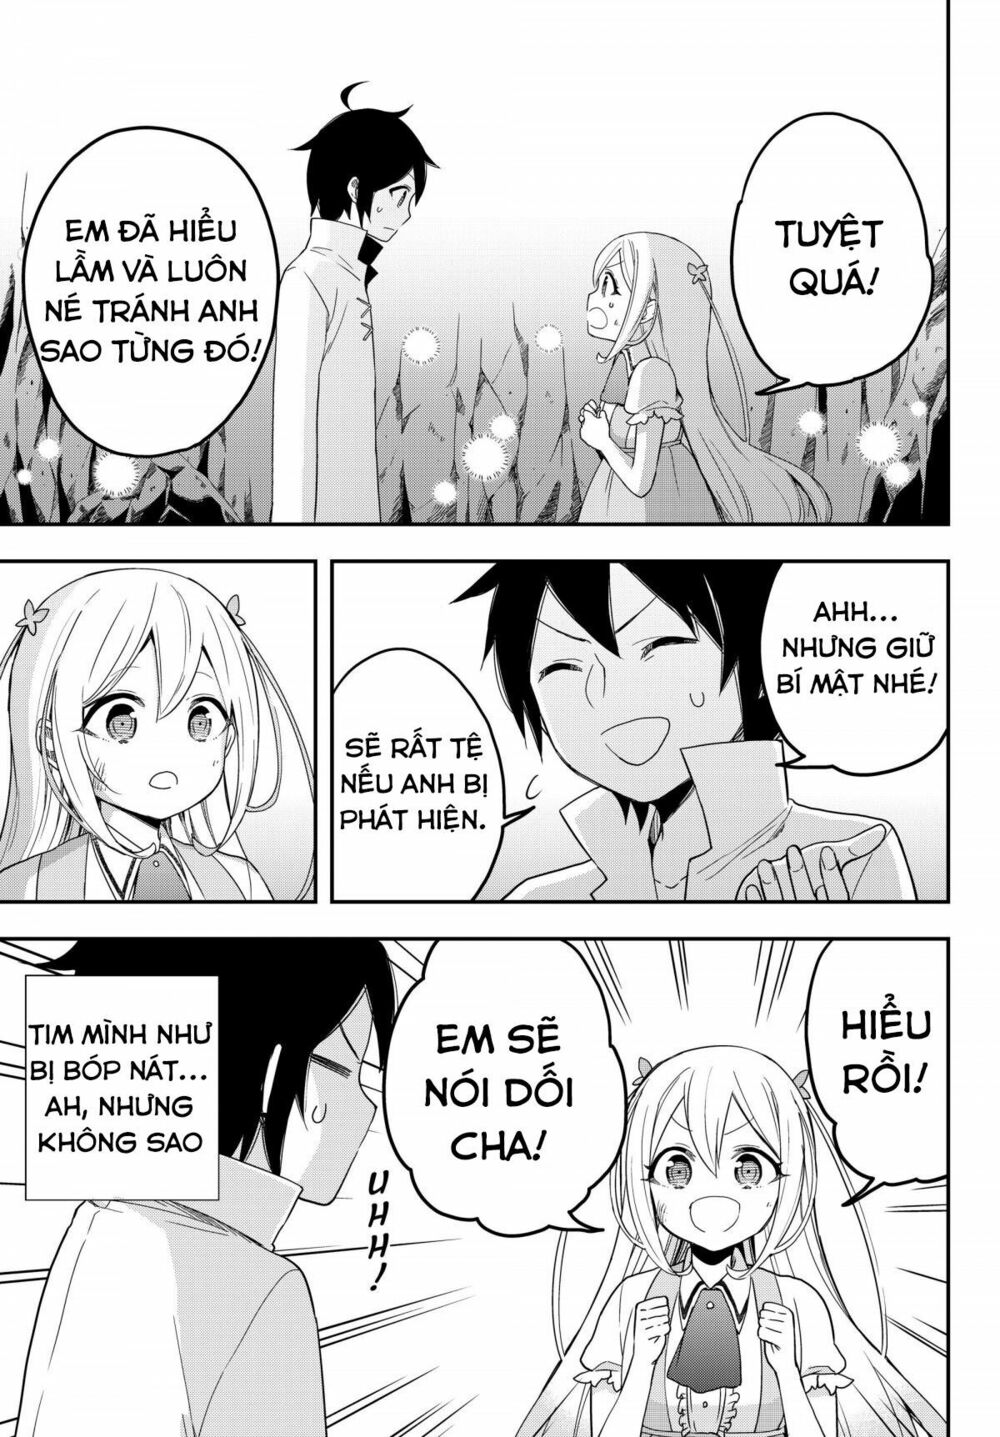 TUYỆT
QUÁ!
EM ĐÃ HIỂU
LẦM VÀ LUÔN
NÉ TRÁNH ANH
SAO TỪNG ĐÓ!
AHH...
NHƯNG GIỮ
BÍ MẬT NHÉ!
SẼ RẤT TỆ
NẾU ANH BỊ
PHÁT HIỆN.
HIỂU
RỒI!
EM SẼ
NÓI DỐI
CHA!
UHHH!
TIM MÌNH NHƯ
BỊ BÓP NÁT...
AH, NHƯNG
KHÔNG SAO